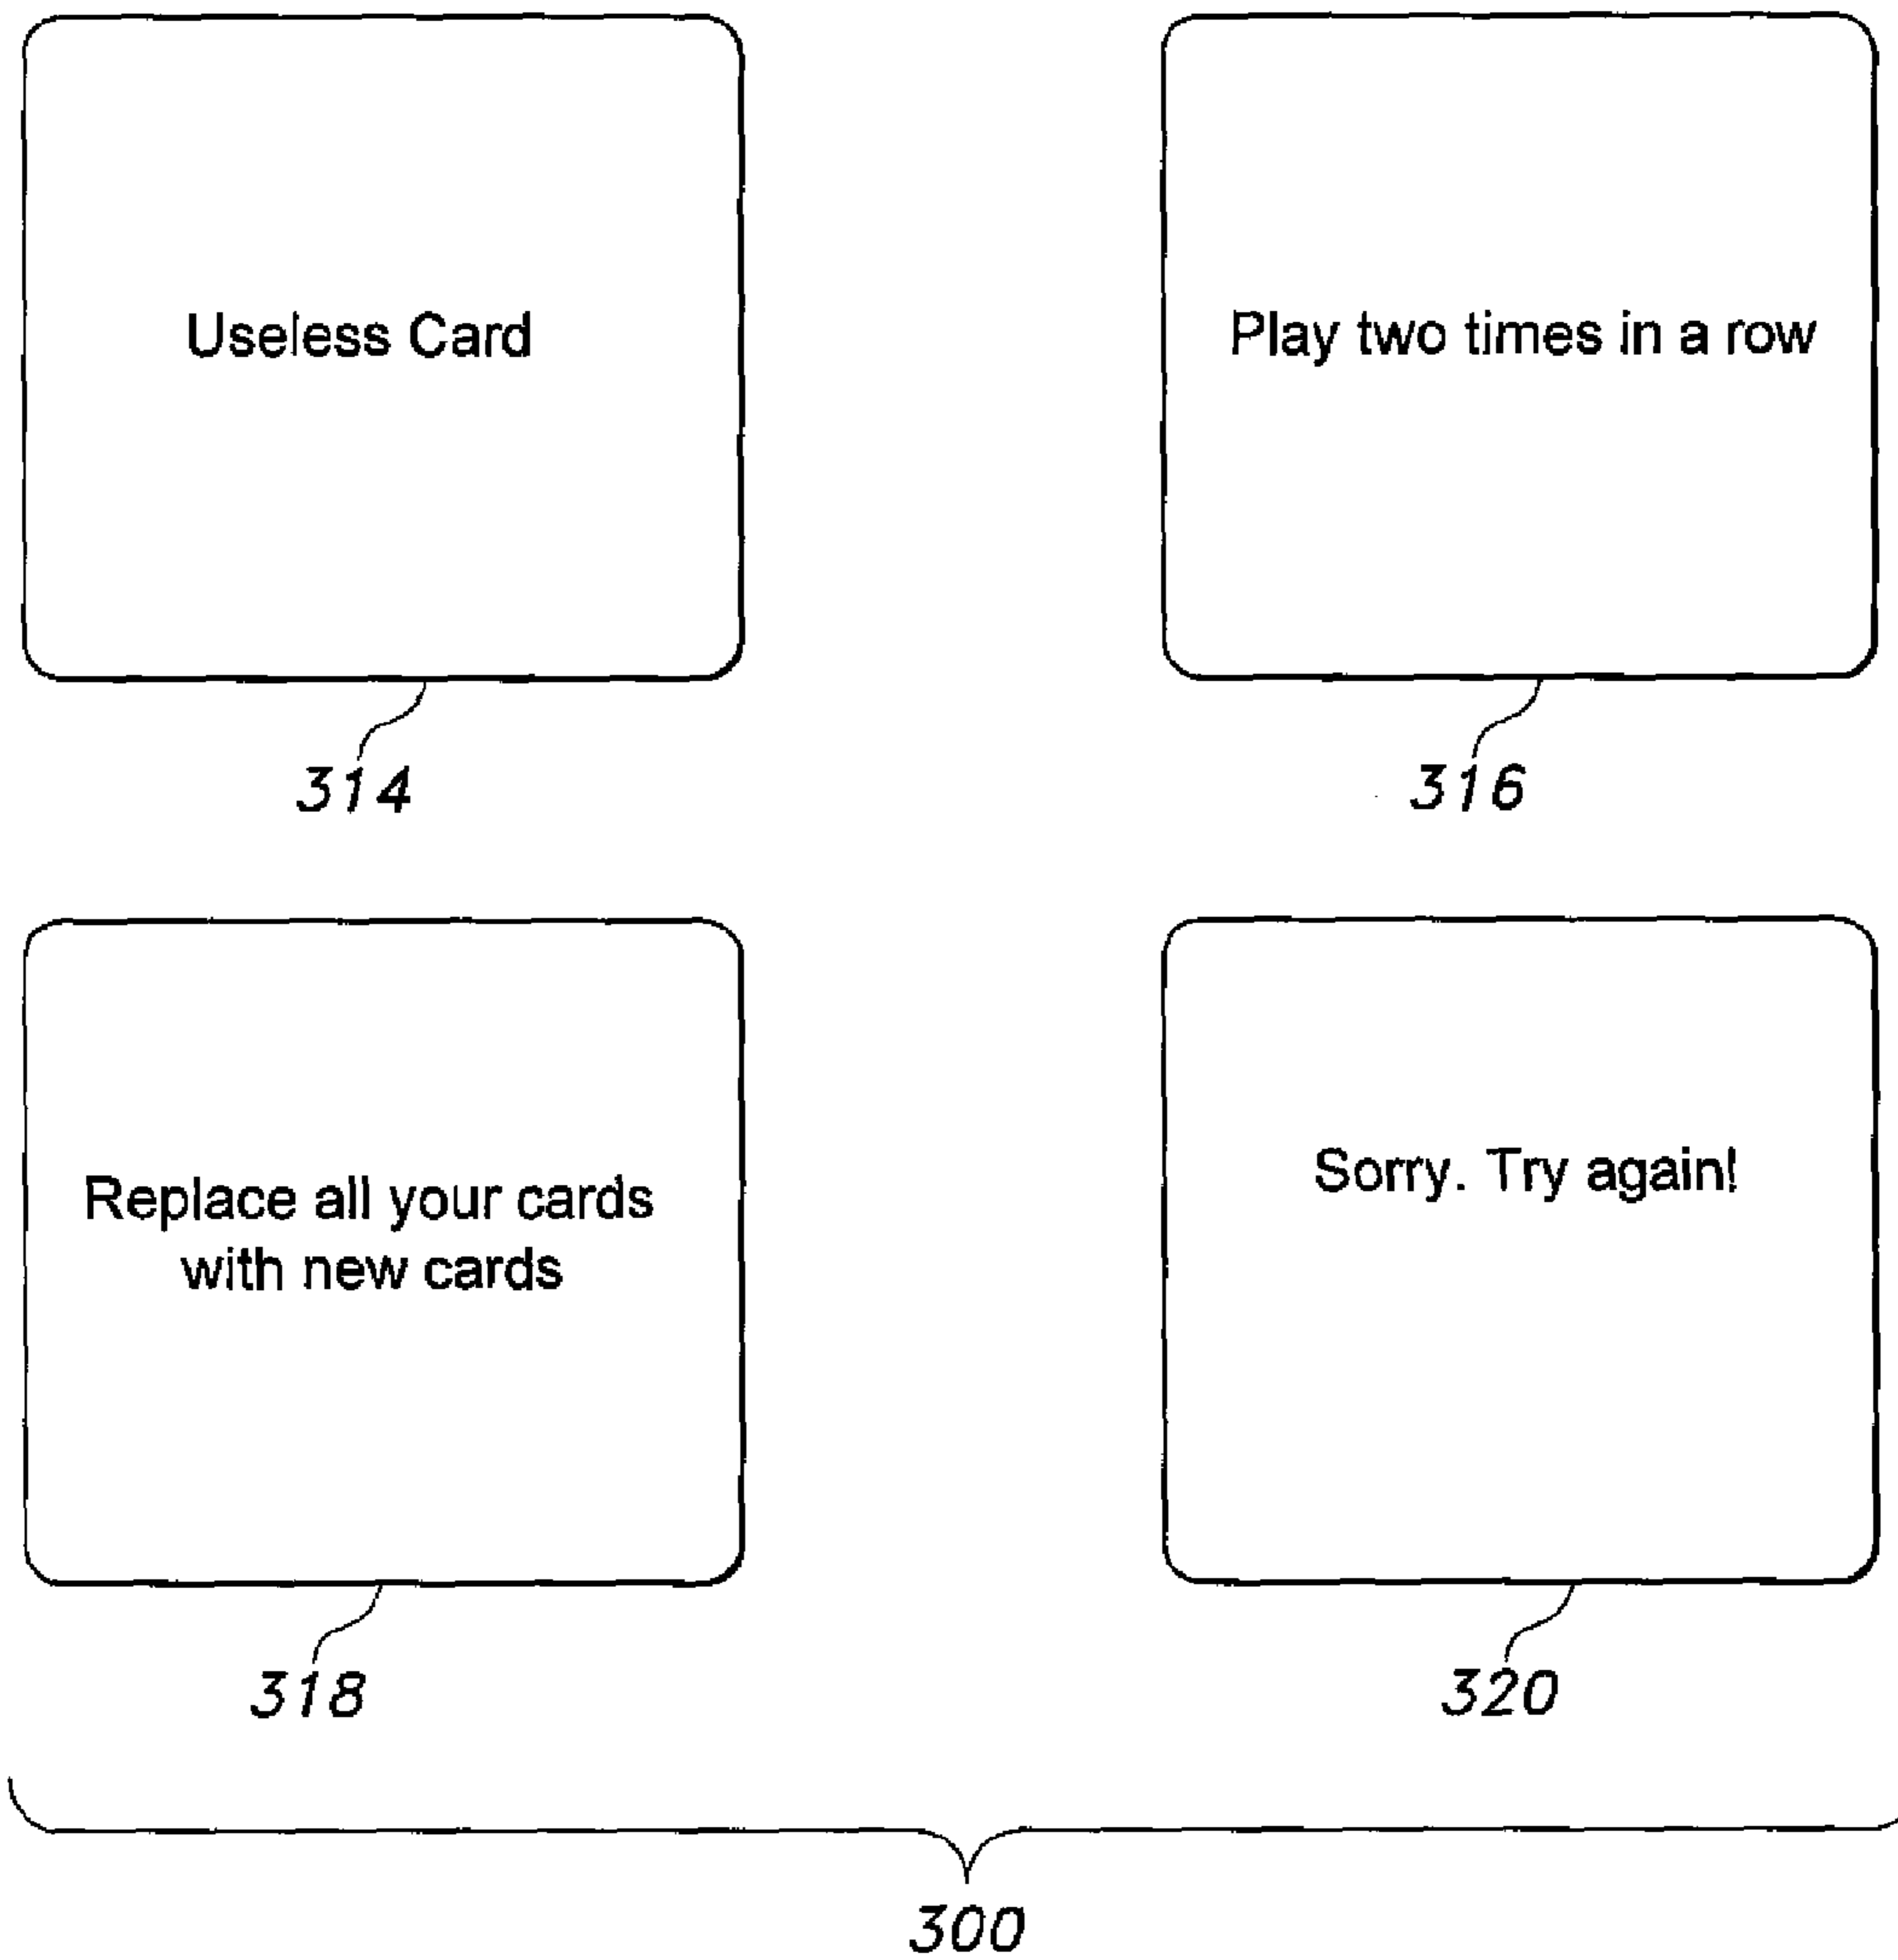 Useless Card
Play two times in a row
314
316
Replace all your cards
with new cards
Sorry. Try again!
318
320
300